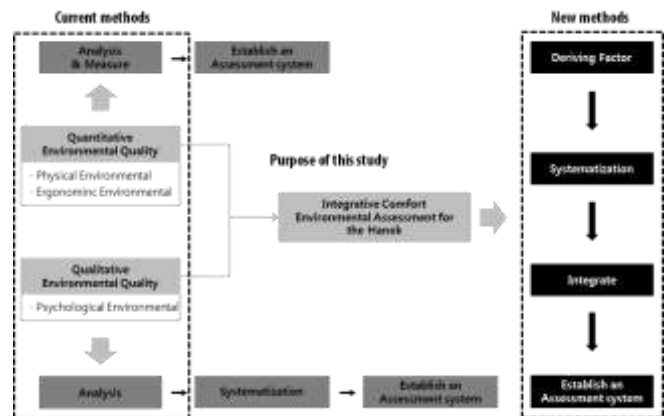 Current methods
New methods
Analysis
& Measure
Establish an
Assessment system
Deriving Factor
Quantitative
Environmental Quality
- Physical Environmental
- Ergonominc Environmental
Purpose of this study
Systematization
Integrative Comfort
Environmental Assessment for
the Hanok
Qualitative
Environmental Quality
- Psychological Environmental
Integrate
Analysis
Systematization
Establish an
Assessment system
Establish an
Assessment system